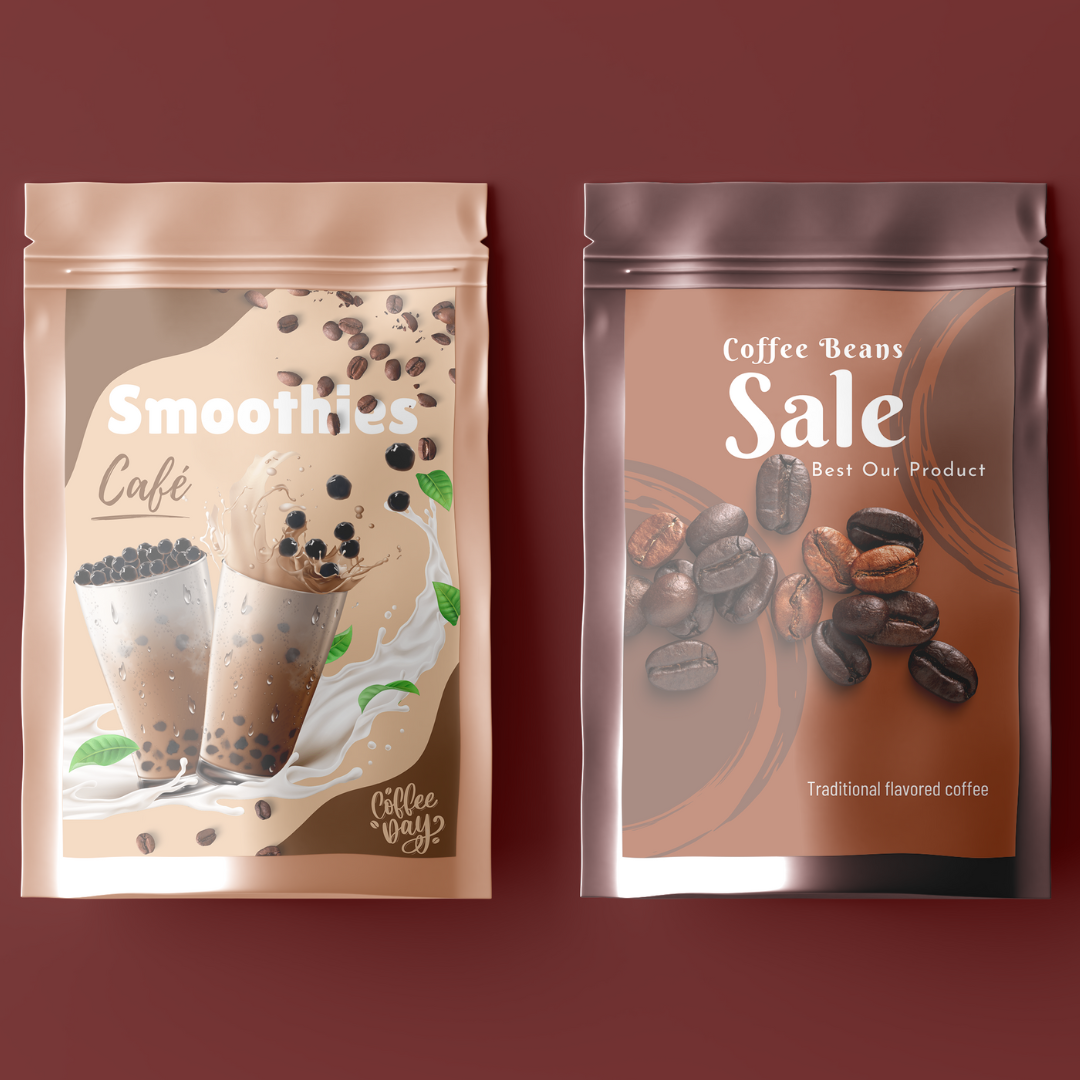 Smoothies
Café
Coffee
Day
Coffee Beans
Sale
Best Our Product
Traditional flavored coffee